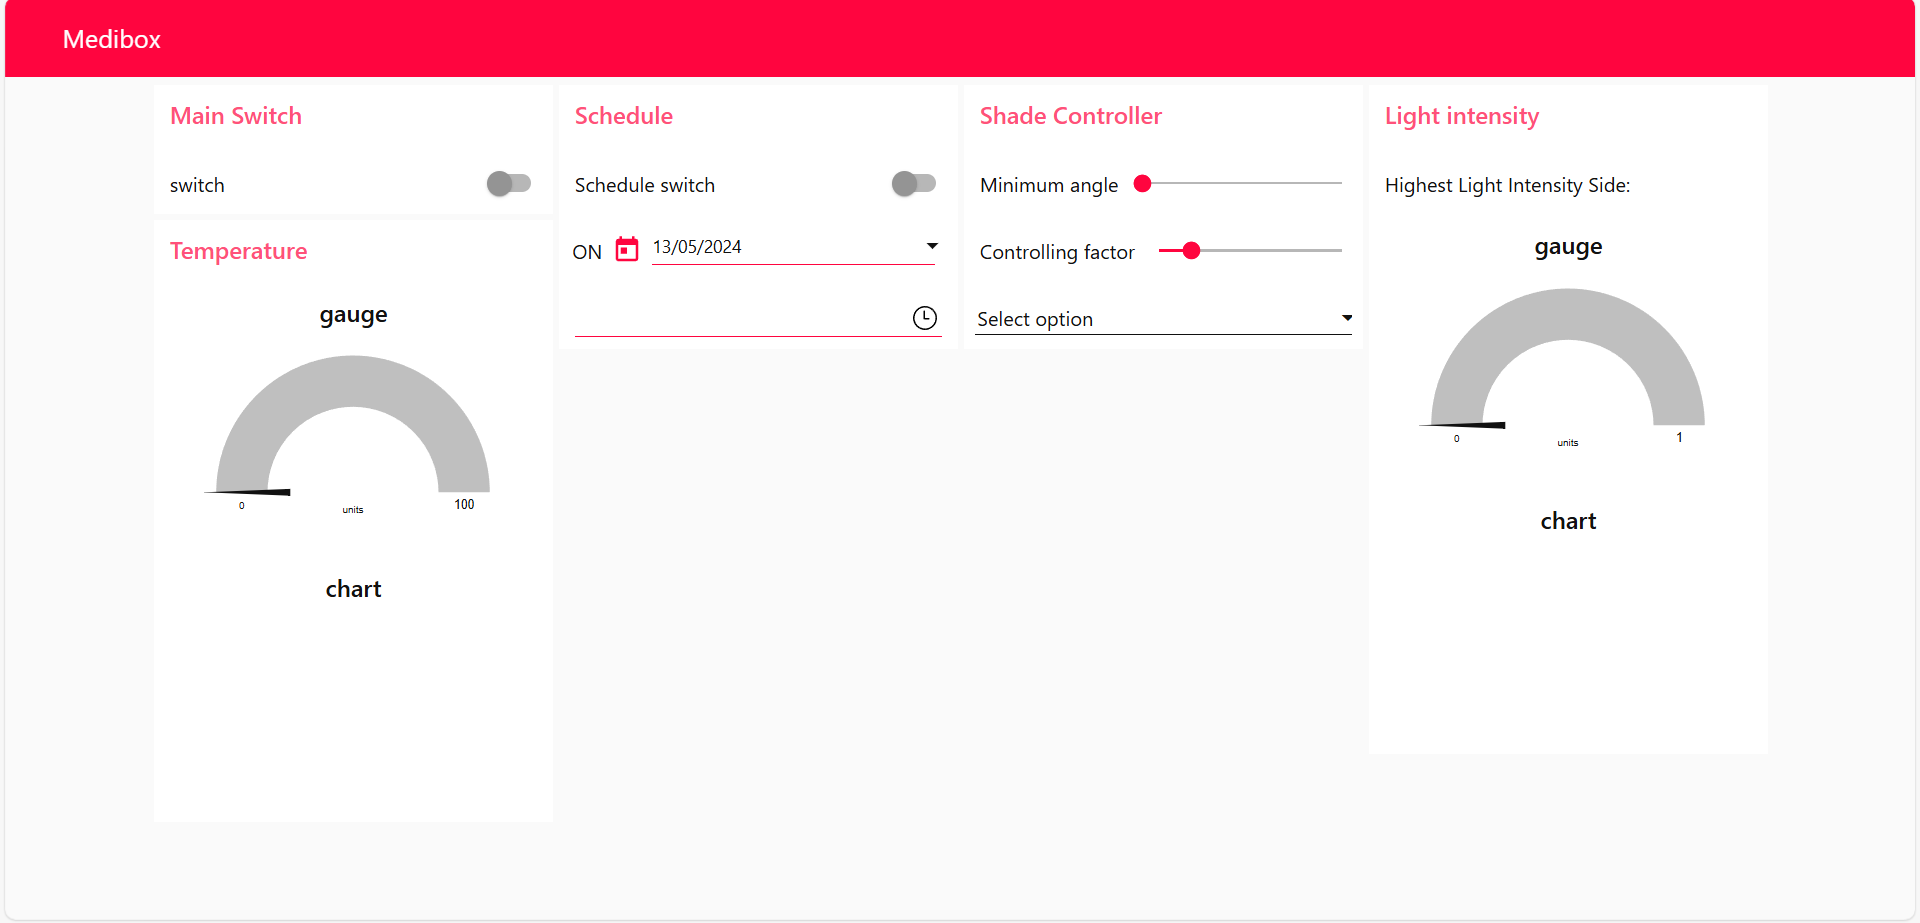 Medibox
Main Switch
switch
Temperature
gauge
0
units
100
chart
Schedule
Schedule switch
ON 13/05/2024
Shade Controller
Minimum angle
Controlling factor
Select option
Light intensity
Highest Light Intensity Side:
gauge
0
units
1
chart